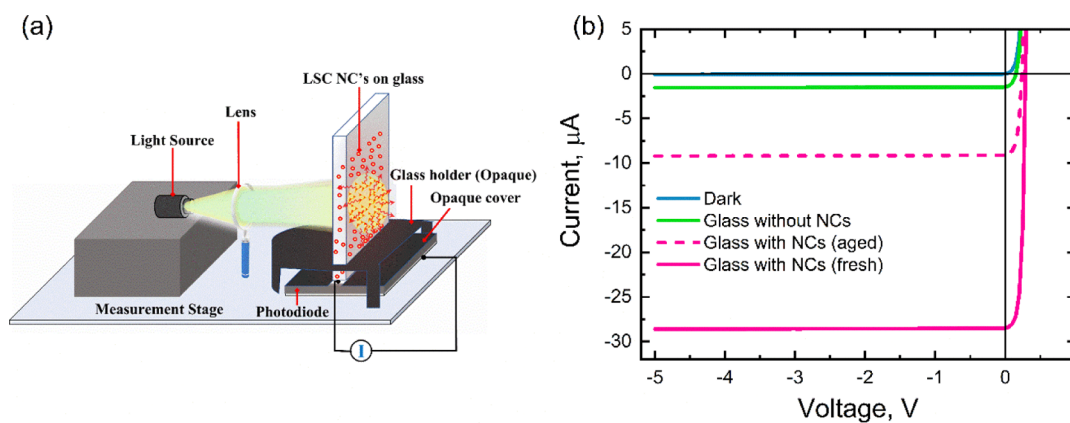 (a)
LSC NC's on glass
Lens
Light Source
Glass holder (Opaque)
Opaque cover
Measurement Stage
Photodiode
I
(b)
5
0
-5
-10
-15
-20
-25
-30
Current, µA
Dark
Glass without NCs
Glass with NCs (aged)
Glass with NCs (fresh)
-5 -4 -3 -2 -1 0
Voltage, V